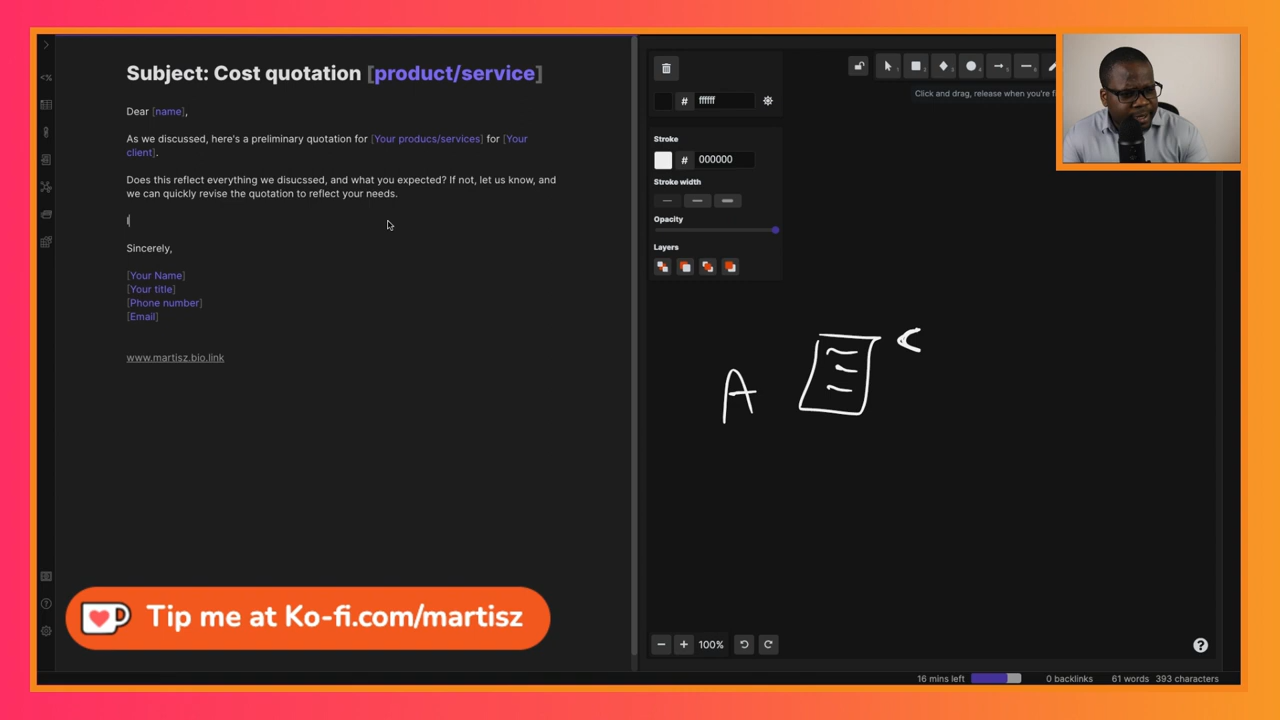 Subject: Cost quotation [product/service]
Dear [name],
As we discussed, here's a preliminary quotation for [Your producs/services] for [Your
client].
Does this reflect everything we disucssed, and what you expected? If not, let us know, and
we can quickly revise the quotation to reflect your needs.
I
Sincerely,
[Your Name]
[Your title]
[Phone number]
[Email]
www.martisz.bio.link
Tip me at Ko-fi.com/martisz
# ffffff
Stroke
# 000000
Stroke width
Opacity
Layers
Click and drag, release when you're fi
A
<
100%
?
16 mins left
0 backlinks
61 words
393 characters